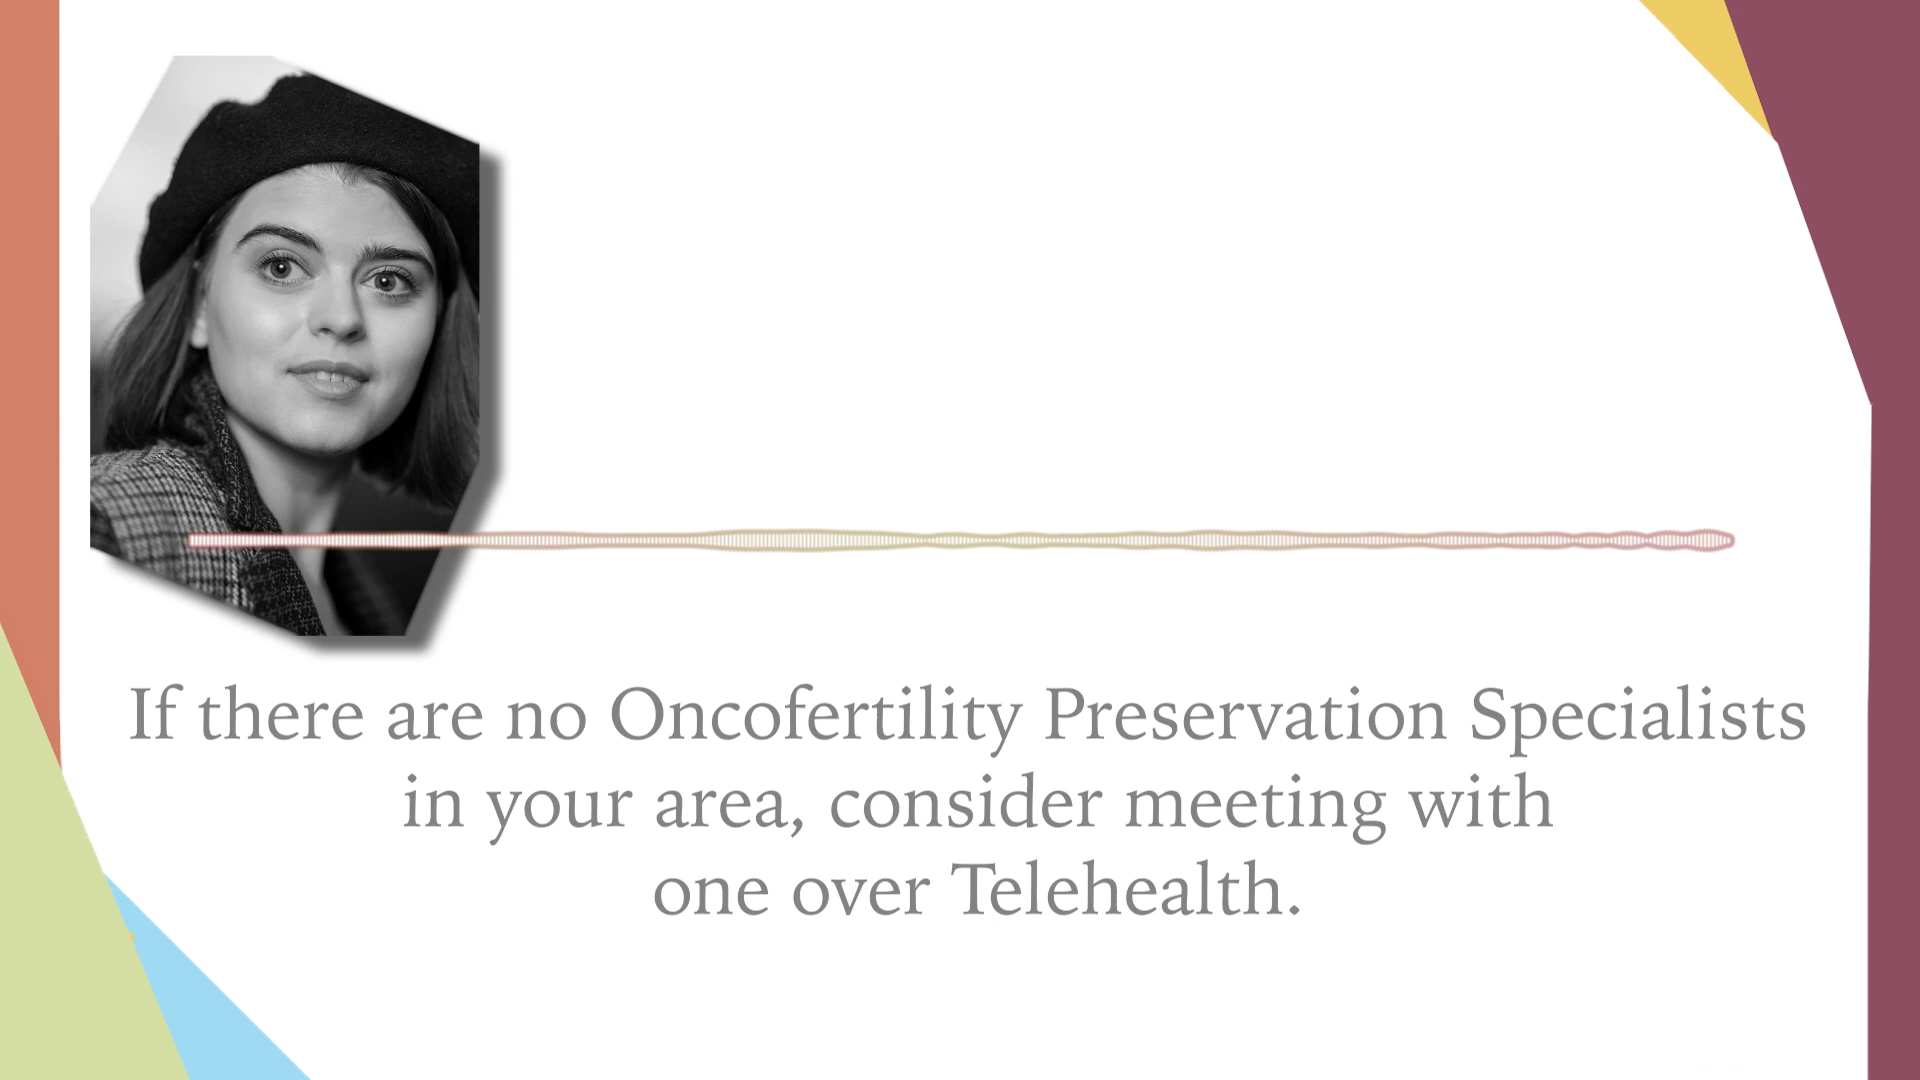 If there are no Oncofertility Preservation Specialists
in your area, consider meeting with
one over Telehealth.